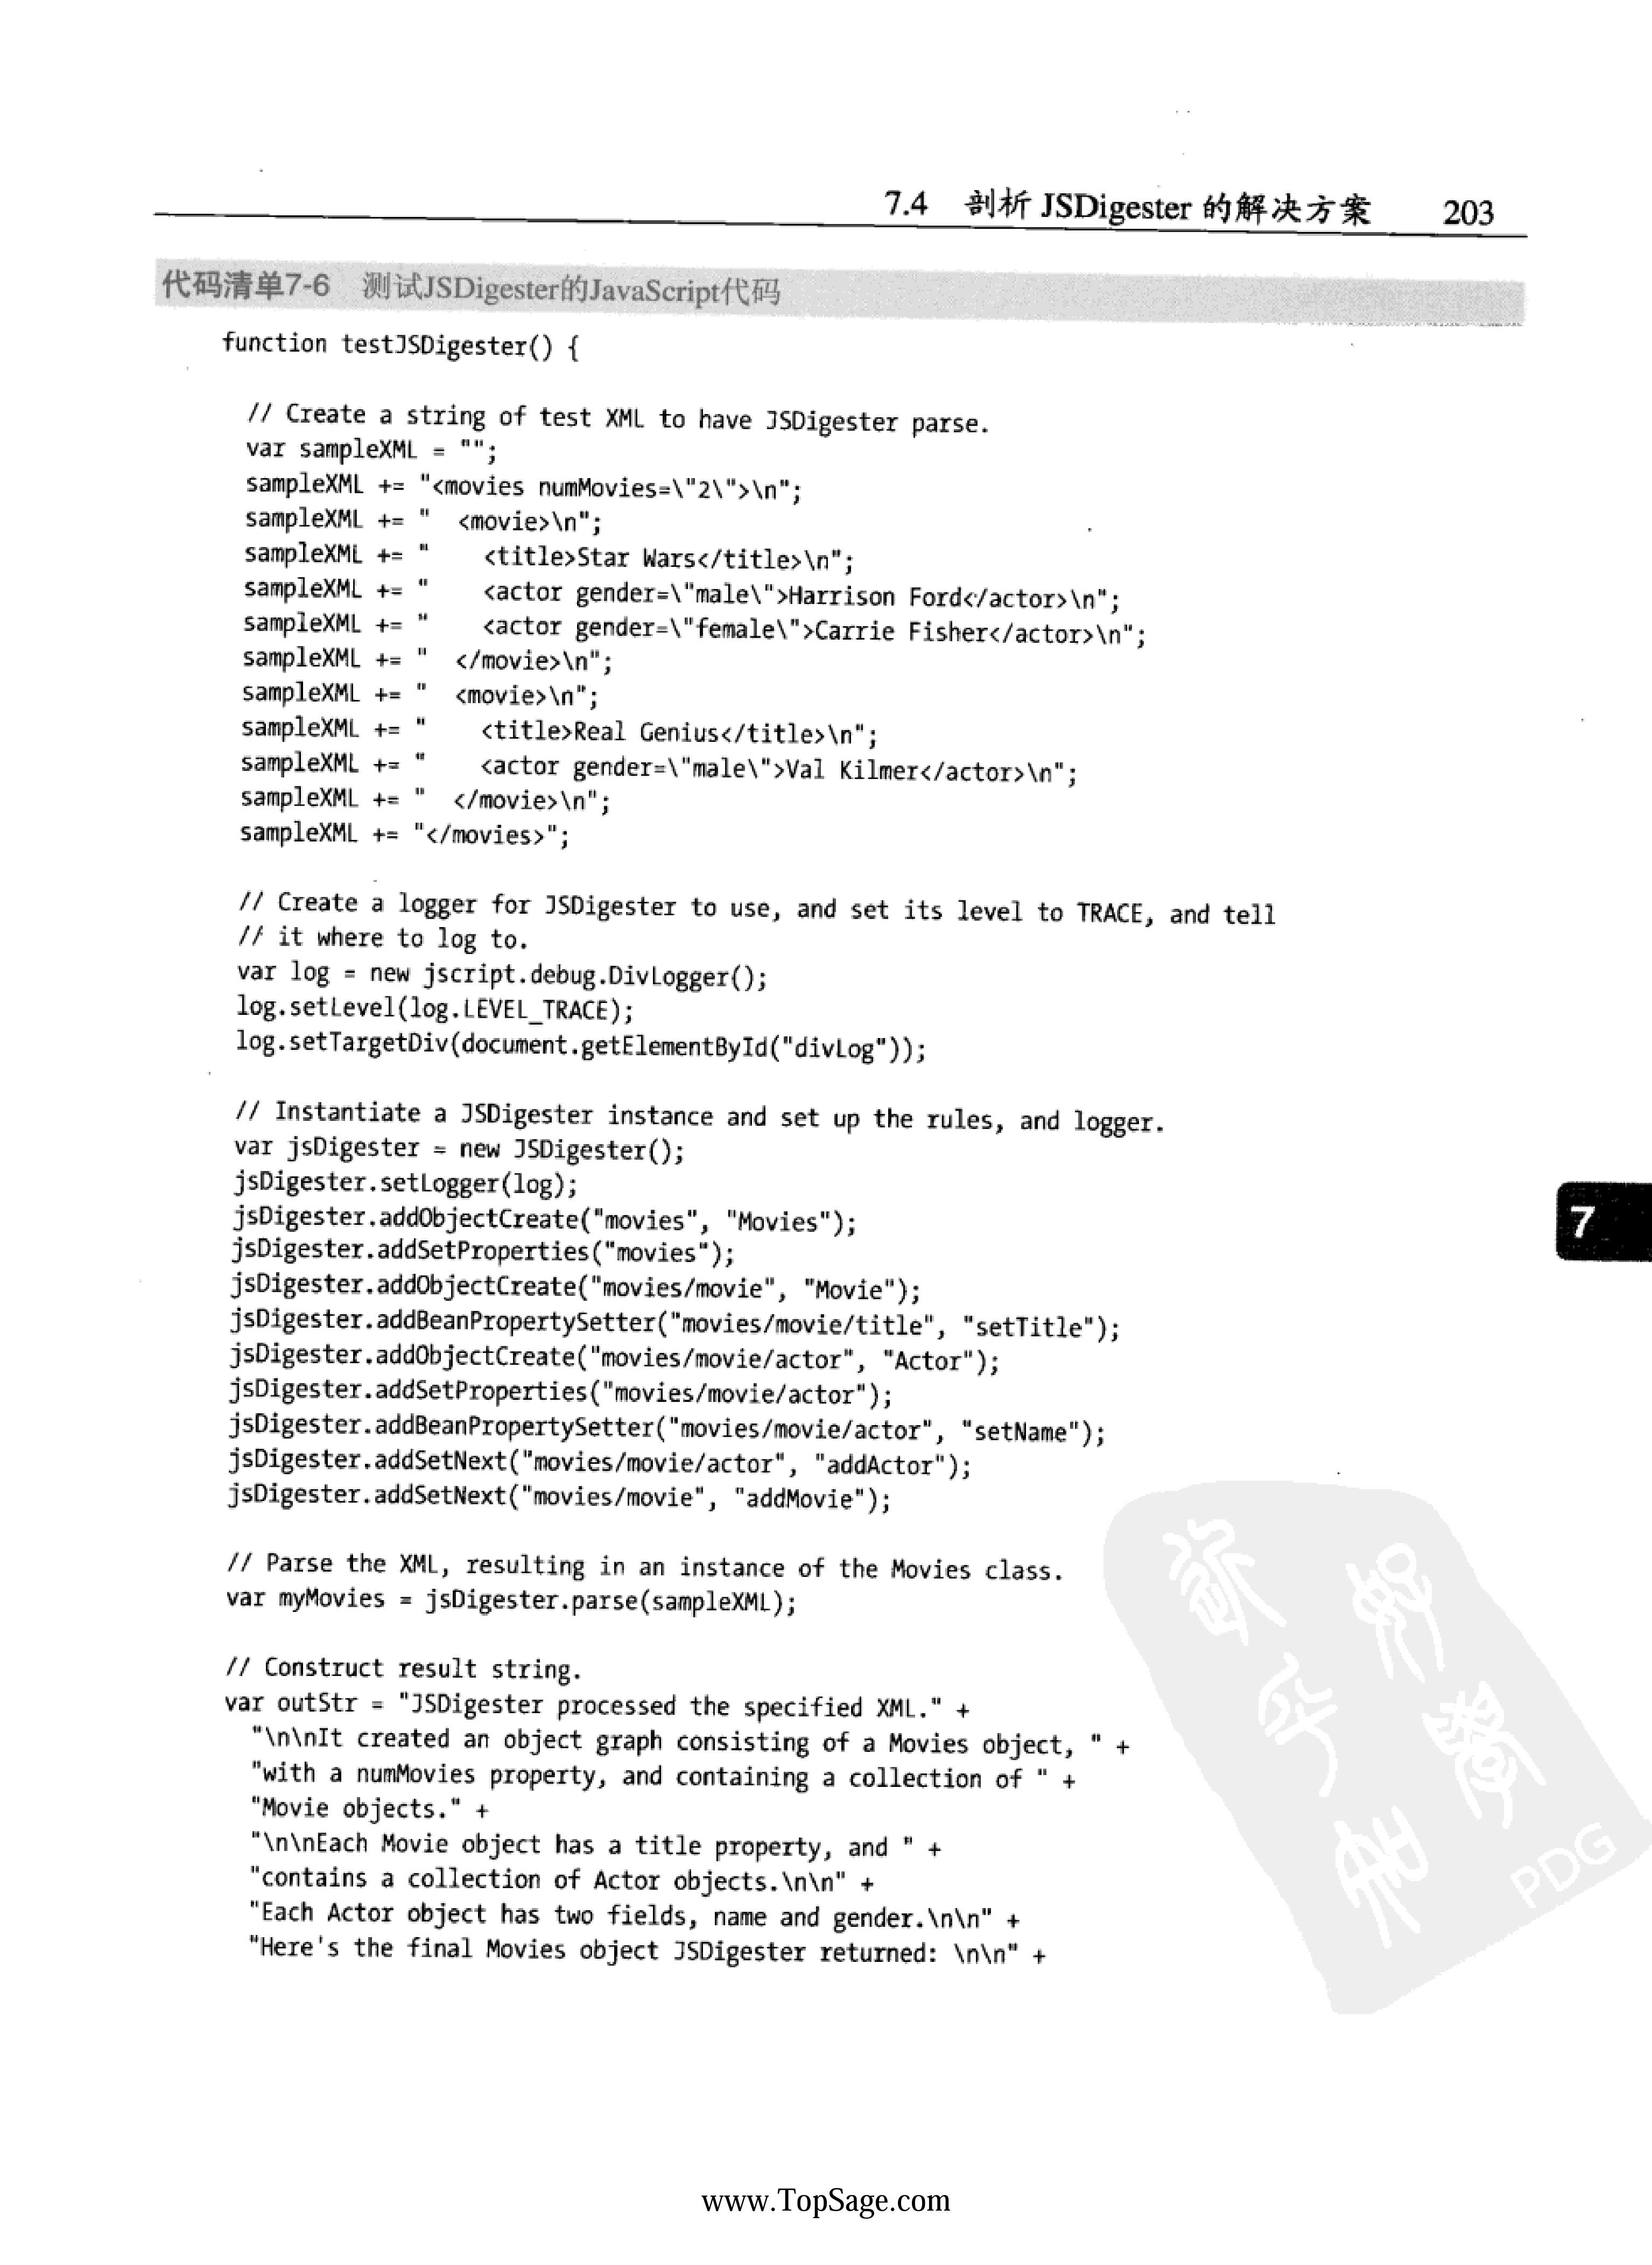 7.4 剖析 JSDigester 的解决方案 203
代码清单7-6 测试JSDigester的JavaScript代码
function testJSDigester() {
// Create a string of test XML to have JSDigester parse.
var sampleXML = "";
sampleXML += "<movies numMovies=\"2\">\n";
sampleXML += "  <movie>\n";
sampleXML += "    <title>Star Wars</title>\n";
sampleXML += "    <actor gender=\"male\">Harrison Ford</actor>\n";
sampleXML += "    <actor gender=\"female\">Carrie Fisher</actor>\n";
sampleXML += "  </movie>\n";
sampleXML += "  <movie>\n";
sampleXML += "    <title>Real Genius</title>\n";
sampleXML += "    <actor gender=\"male\">Val Kilmer</actor>\n";
sampleXML += "  </movie>\n";
sampleXML += "</movies>";
// Create a logger for JSDigester to use, and set its level to TRACE, and tell
// it where to log to.
var log = new jscript.debug.DivLogger();
log.setLevel(log.LEVEL_TRACE);
log.setTargetDiv(document.getElementById("divLog"));
// Instantiate a JSDigester instance and set up the rules, and logger.
var jsDigester = new JSDigester();
jsDigester.setLogger(log);
jsDigester.addObjectCreate("movies", "Movies");
jsDigester.addSetProperties("movies");
jsDigester.addObjectCreate("movies/movie", "Movie");
jsDigester.addBeanPropertySetter("movies/movie/title", "setTitle");
jsDigester.addObjectCreate("movies/movie/actor", "Actor");
jsDigester.addSetProperties("movies/movie/actor");
jsDigester.addBeanPropertySetter("movies/movie/actor", "setName");
jsDigester.addSetNext("movies/movie/actor", "addActor");
jsDigester.addSetNext("movies/movie", "addMovie");
// Parse the XML, resulting in an instance of the Movies class.
var myMovies = jsDigester.parse(sampleXML);
// Construct result string.
var outStr = "JSDigester processed the specified XML." +
"\n\nIt created an object graph consisting of a Movies object, " +
"with a numMovies property, and containing a collection of " +
"Movie objects." +
"\n\nEach Movie object has a title property, and " +
"contains a collection of Actor objects.\n\n" +
"Each Actor object has two fields, name and gender.\n\n" +
"Here's the final Movies object JSDigester returned: \n\n" +
7
PDG
www.TopSage.com